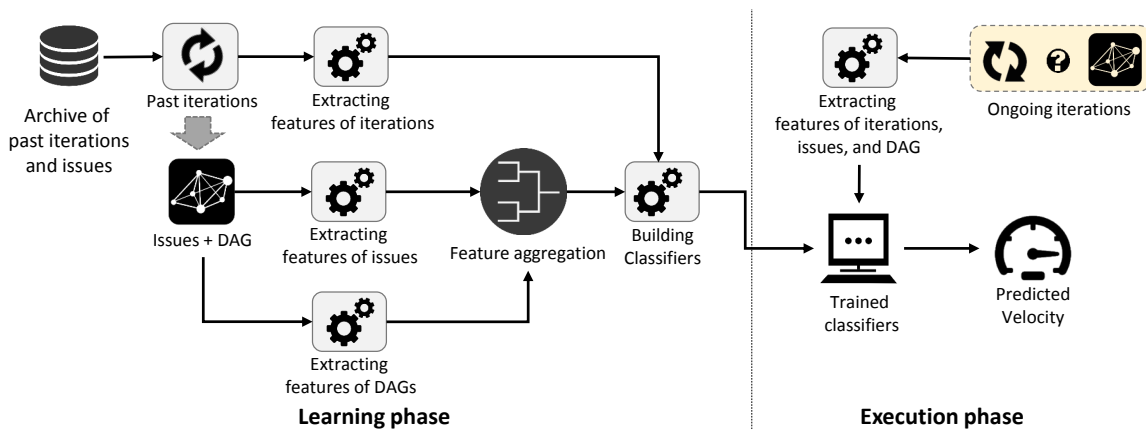 Archive of
past iterations
and issues
Past iterations
Extracting
features of iterations
Issues + DAG
Extracting
features of issues
Feature aggregation
Building
Classifiers
Extracting
features of DAGs
Learning phase
?
Ongoing iterations
Extracting
features of iterations,
issues, and DAG
Trained
classifiers
Predicted
Velocity
Execution phase